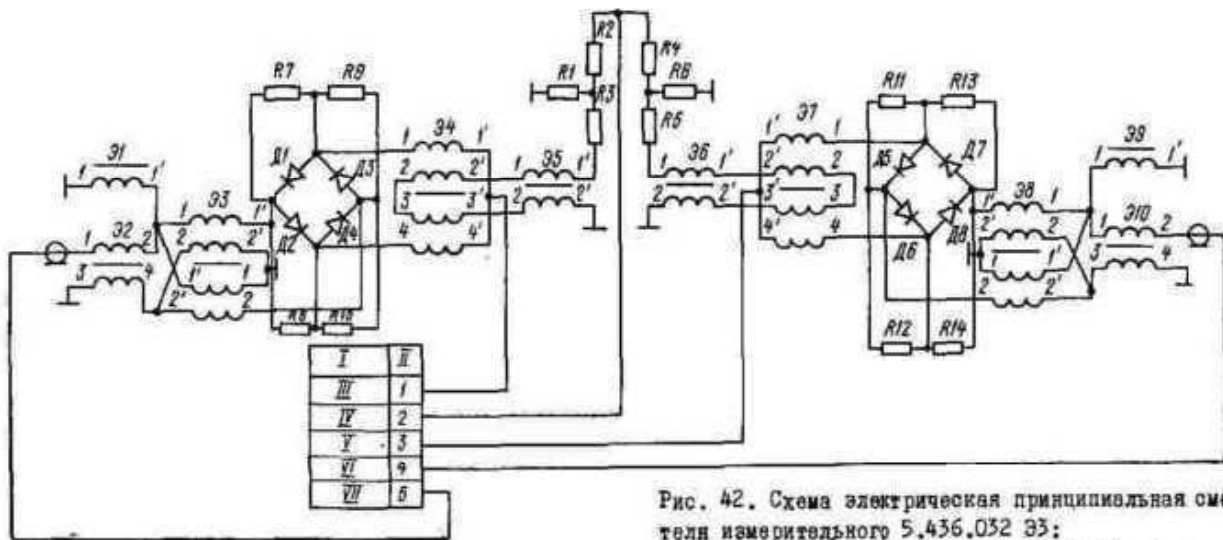 R2
R4
R7
R9
R1
R3
R6
R5
R11
R13
Э1
Э2
Э3
Э4
Э5
Э6
Э7
Э8
Э9
Э10
Д1
Д2
Д3
Д4
Д5
Д6
Д7
Д8
R12
R14
I II
III 1
IV 2
V 3
VI 4
VII 5
Рис. 42. Схема электрическая принципиальная сме
теля измерительного 5.436.032 Э3: